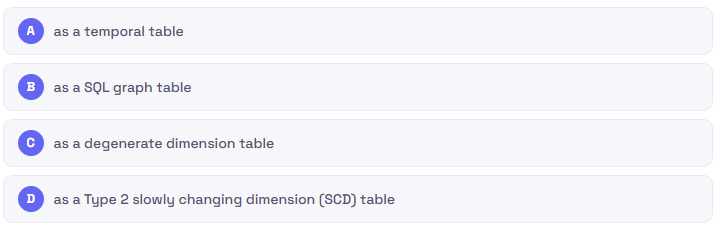 A as a temporal table
B as a SQL graph table
C as a degenerate dimension table
D as a Type 2 slowly changing dimension (SCD) table